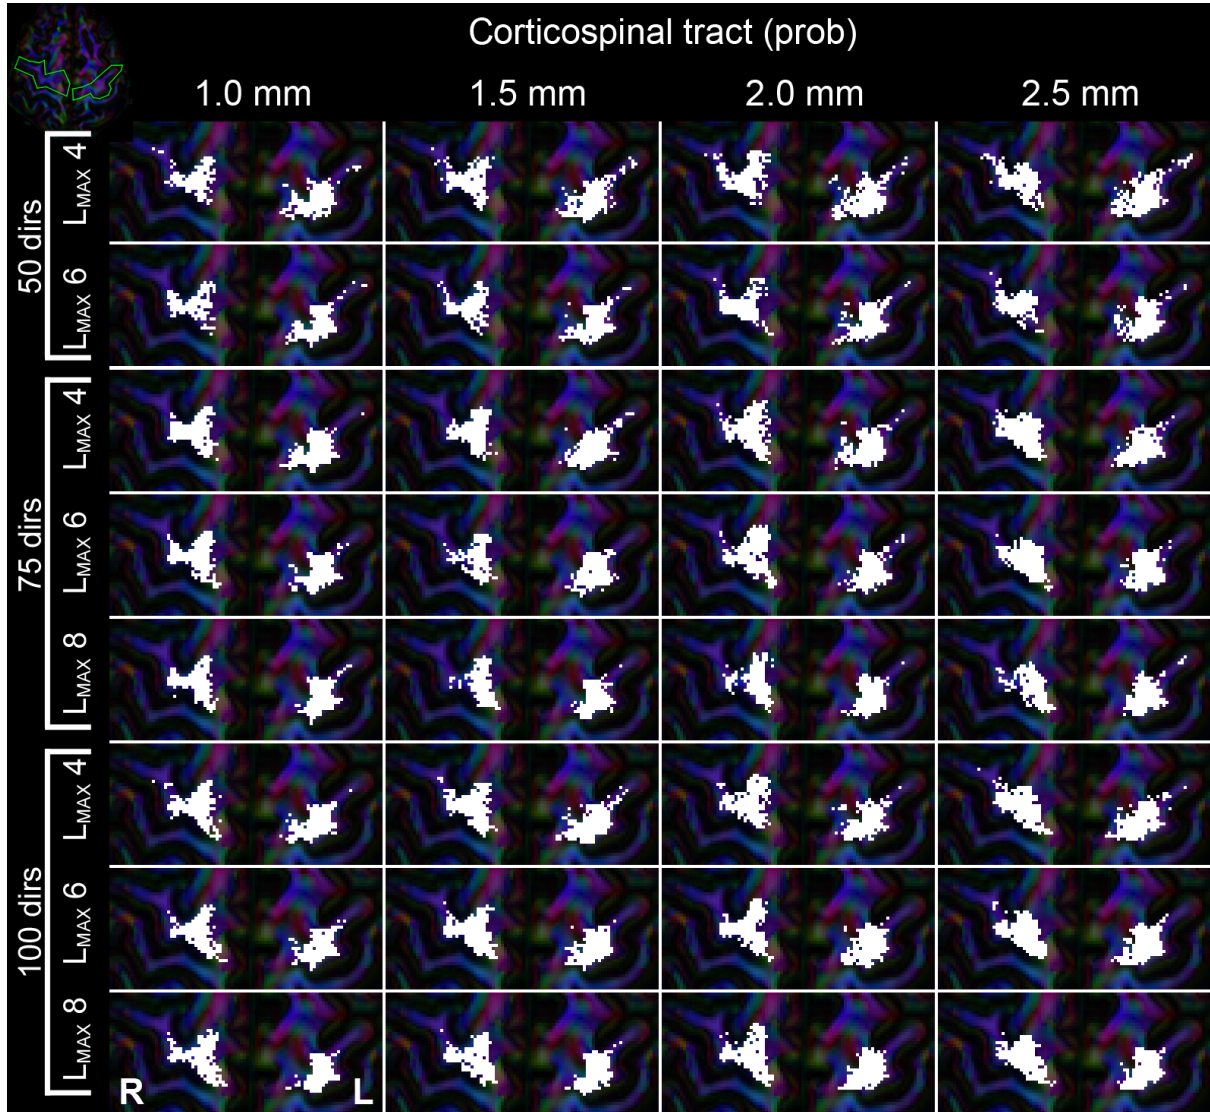 Corticospinal tract (prob)
1.0 mm 1.5 mm 2.0 mm 2.5 mm
50 dirs
LMAX 4
LMAX 6
75 dirs
LMAX 4
LMAX 6
LMAX 8
100 dirs
LMAX 4
LMAX 6
LMAX 8
R L